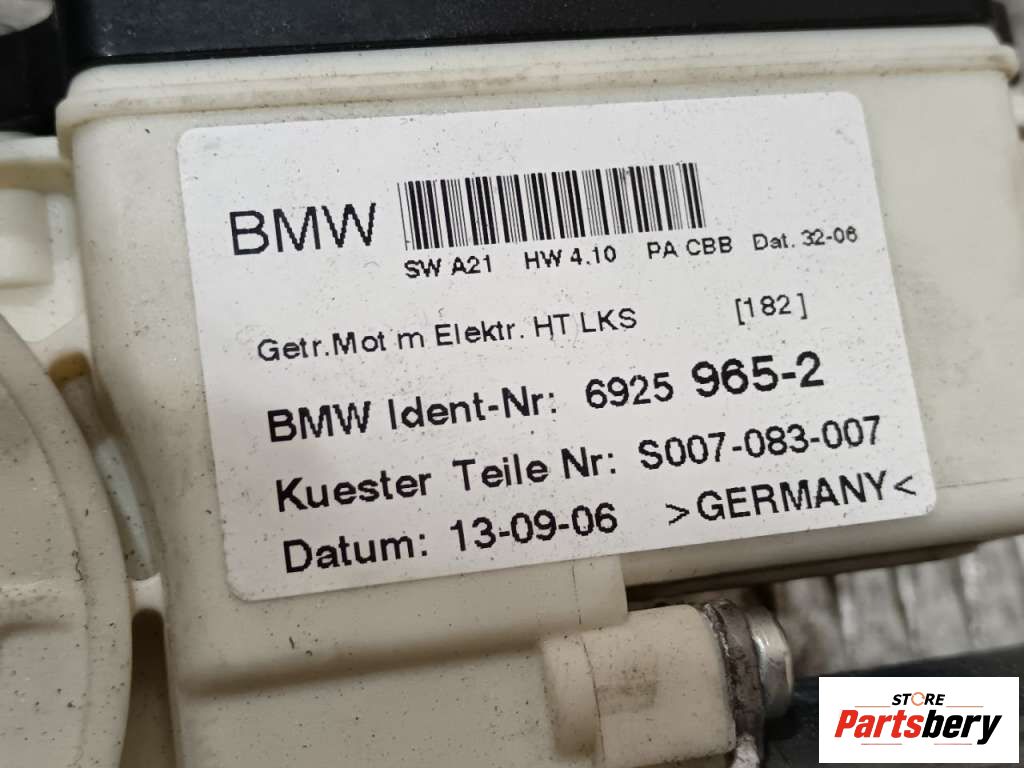 BMW
SW A21 HW 4.10 PA CBB Dat. 32-06
Getr.Mot m Elektr. HT LKS [182]
BMW Ident-Nr: 6925 965-2
Kuester Teile Nr: S007-083-007
Datum: 13-09-06 >GERMANY<
STORE
Partsbery